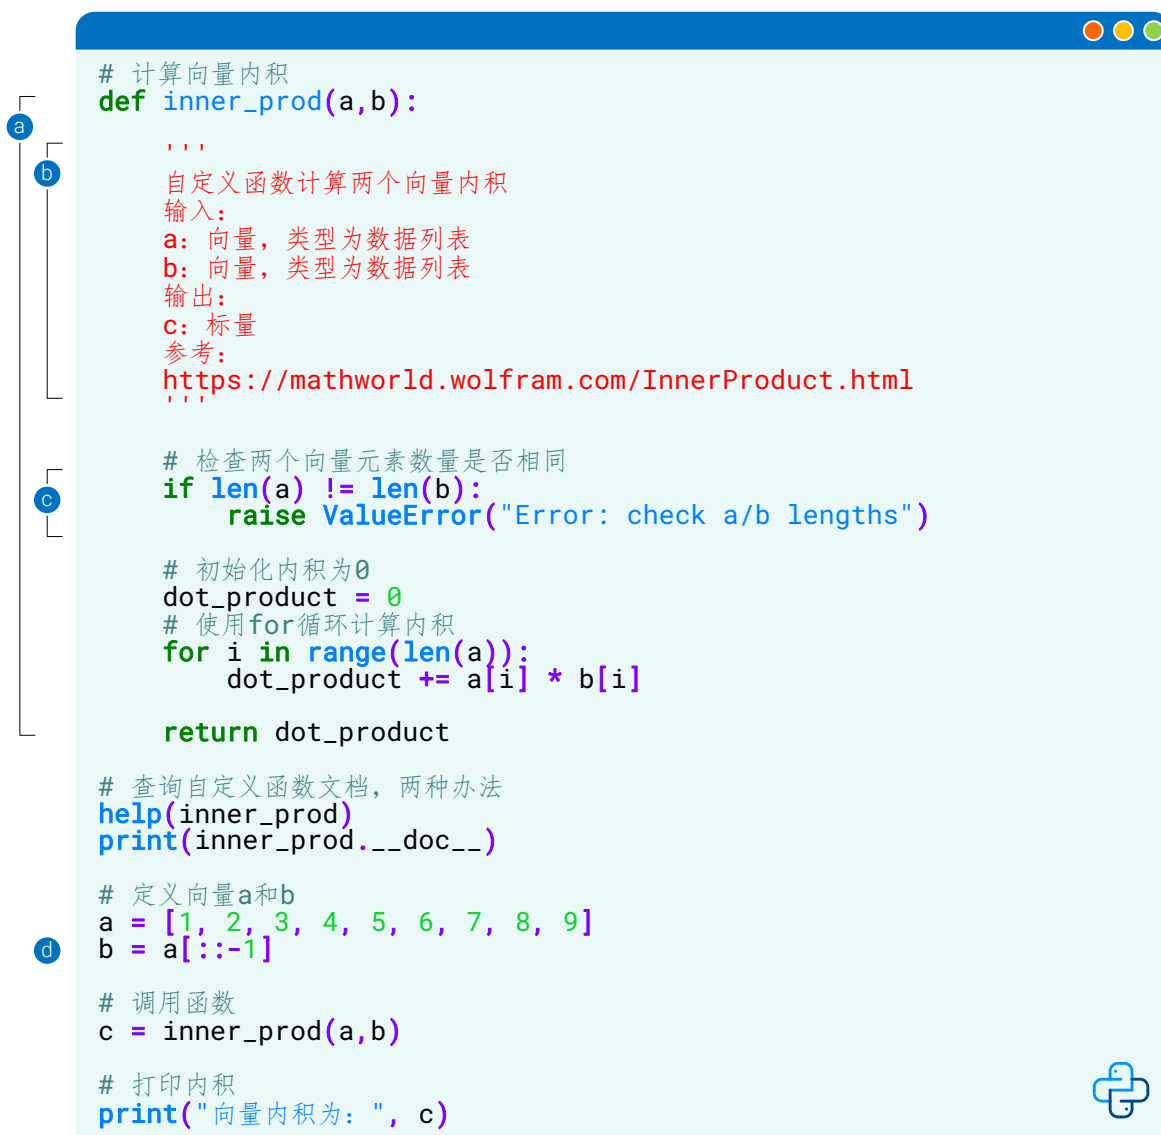 # 计算向量内积
def inner_prod(a,b):
a
'''
b
自定义函数计算两个向量内积
输入:
a: 向量, 类型为数据列表
b: 向量, 类型为数据列表
输出:
c: 标量
参考:
https://mathworld.wolfram.com/InnerProduct.html
'''
# 检查两个向量元素数量是否相同
if len(a) != len(b):
c
raise ValueError("Error: check a/b lengths")
# 初始化内积为0
dot_product = 0
# 使用for循环计算内积
for i in range(len(a)):
dot_product += a[i] * b[i]
return dot_product
# 查询自定义函数文档, 两种办法
help(inner_prod)
print(inner_prod.__doc__)
# 定义向量a和b
a = [1, 2, 3, 4, 5, 6, 7, 8, 9]
d
b = a[::-1]
# 调用函数
c = inner_prod(a,b)
# 打印内积
print("向量内积为: ", c)